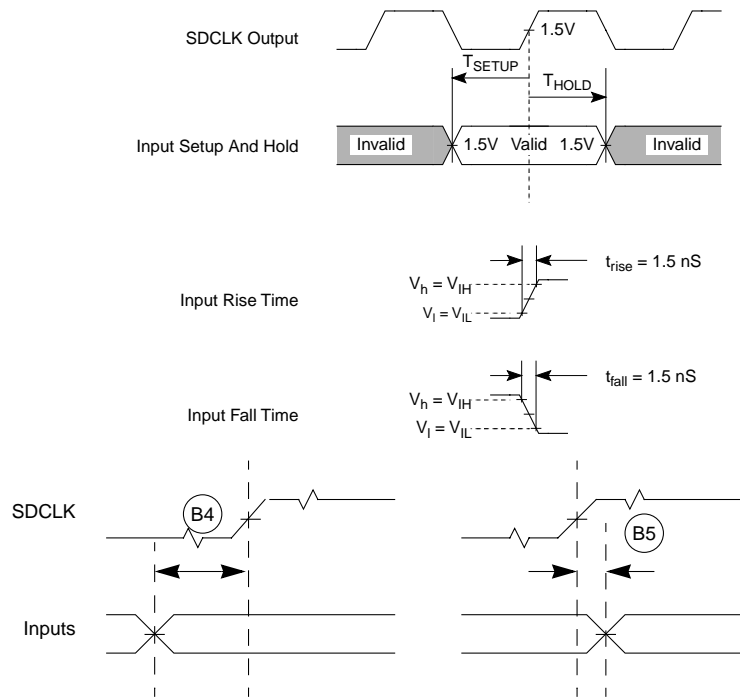 SDCLK Output
1.5V
TSETUP
THOLD
Input Setup And Hold
Invalid
1.5V Valid 1.5V
Invalid
trise = 1.5 nS
Vh = VIH
Input Rise Time
Vl = VIL
tfall = 1.5 nS
Vh = VIH
Input Fall Time
Vl = VIL
B4
SDCLK
B5
Inputs